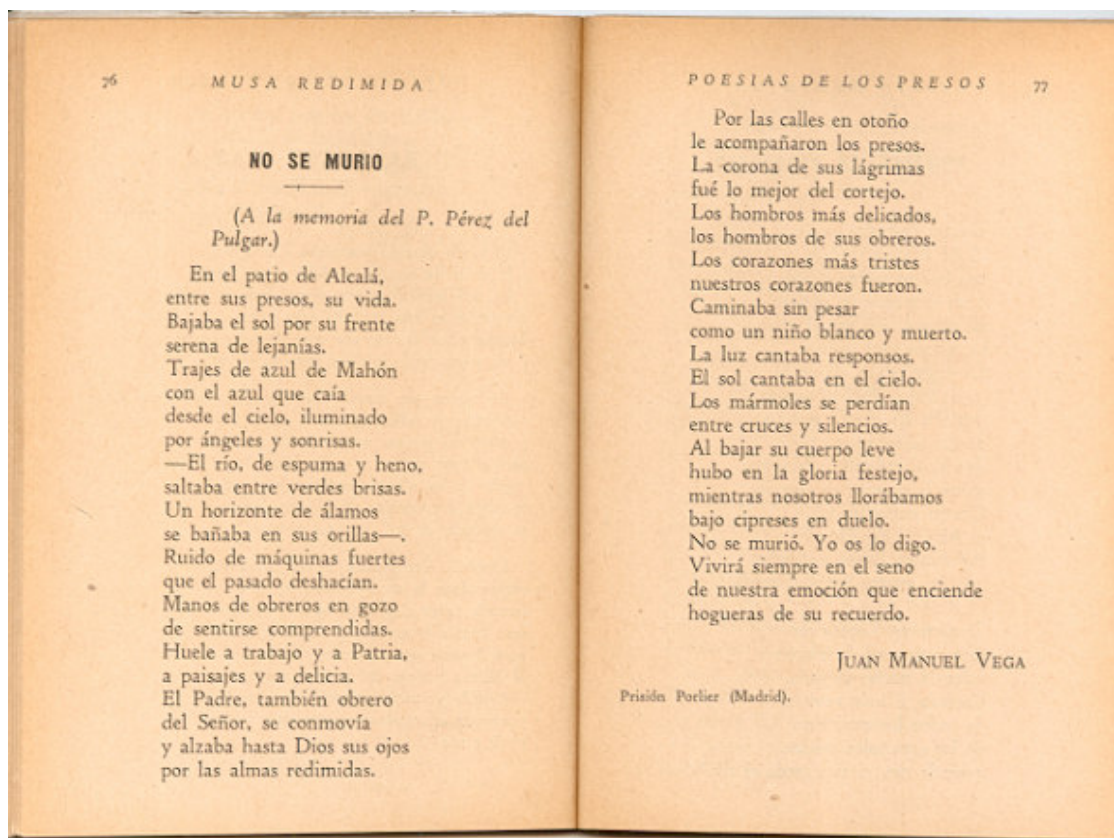 76
MUSA REDIMIDA
NO SE MURIO
(A la memoria del P. Pérez del
Pulgar.)
En el patio de Alcalá,
entre sus presos, su vida.
Bajaba el sol por su frente
serena de lejanías.
Trajes de azul de Mahón
con el azul que caía
desde el cielo, iluminado
por ángeles y sonrisas.
—El río, de espuma y heno,
saltaba entre verdes brisas.
Un horizonte de álamos
se bañaba en sus orillas—.
Ruido de máquinas fuertes
que el pasado deshacían.
Manos de obreros en gozo
de sentirse comprendidas.
Huele a trabajo y a Patria,
a paisajes y a delicia.
El Padre, también obrero
del Señor, se conmovía
y alzaba hasta Dios sus ojos
por las almas redimidas.
POESIAS DE LOS PRESOS
77
Por las calles en otoño
le acompañaron los presos.
La corona de sus lágrimas
fué lo mejor del cortejo.
Los hombros más delicados,
los hombros de sus obreros.
Los corazones más tristes
nuestros corazones fueron.
Caminaba sin pesar
como un niño blanco y muerto.
La luz cantaba responsos.
El sol cantaba en el cielo.
Los mármoles se perdían
entre cruces y silencios.
Al bajar su cuerpo leve
hubo en la gloria festejo,
mientras nosotros llorábamos
bajo cipreses en duelo.
No se murió. Yo os lo digo.
Vivirá siempre en el seno
de nuestra emoción que enciende
hogueras de su recuerdo.
JUAN MANUEL VEGA
Prisión Porlier (Madrid).